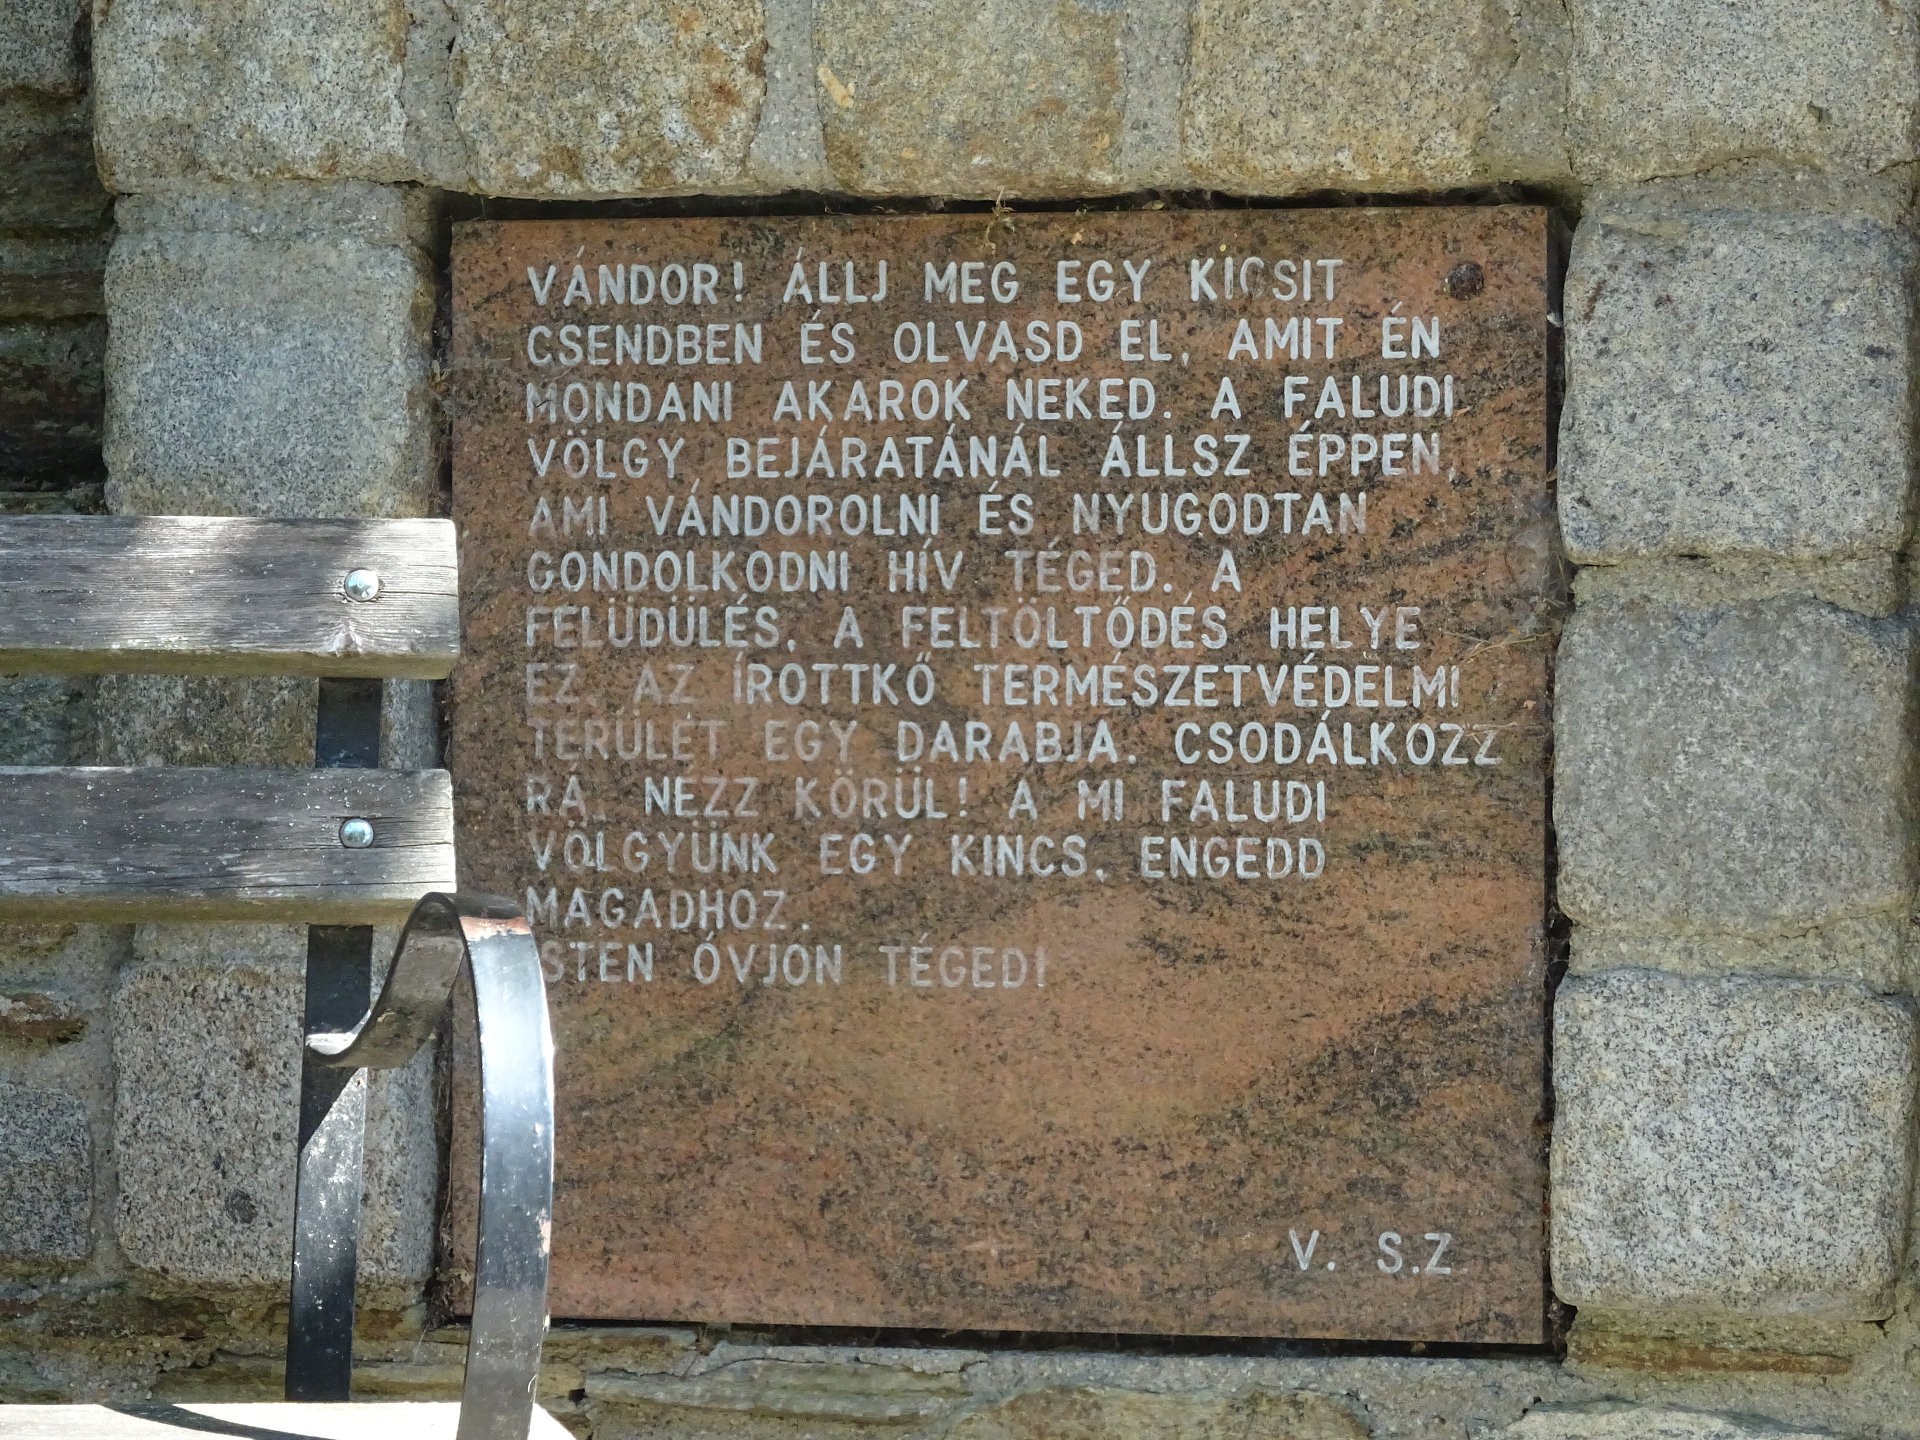 VÁNDOR! ÁLLJ MEG EGY KICSIT
CSENDBEN ÉS OLVASD EL, AMIT ÉN
MONDANI AKAROK NEKED. A FALUDI
VÖLGY BEJÁRATÁNÁL ÁLLSZ ÉPPEN,
AMI VÁNDOROLNI ÉS NYUGODTAN
GONDOLKODNI HÍV TÉGED. A
FELÜDÜLÉS, A FELTÖLTŐDÉS HELYE
EZ, AZ ÍROTTKŐ TERMÉSZETVÉDELMI
TERÜLET EGY DARABJA. CSODÁLKOZZ
RÁ, NÉZZ KÖRÜL! A MI FALUDI
VÖLGYÜNK EGY KINCS, ENGEDD
MAGADHOZ.
ISTEN ÓVJON TÉGED!
V. S.Z.